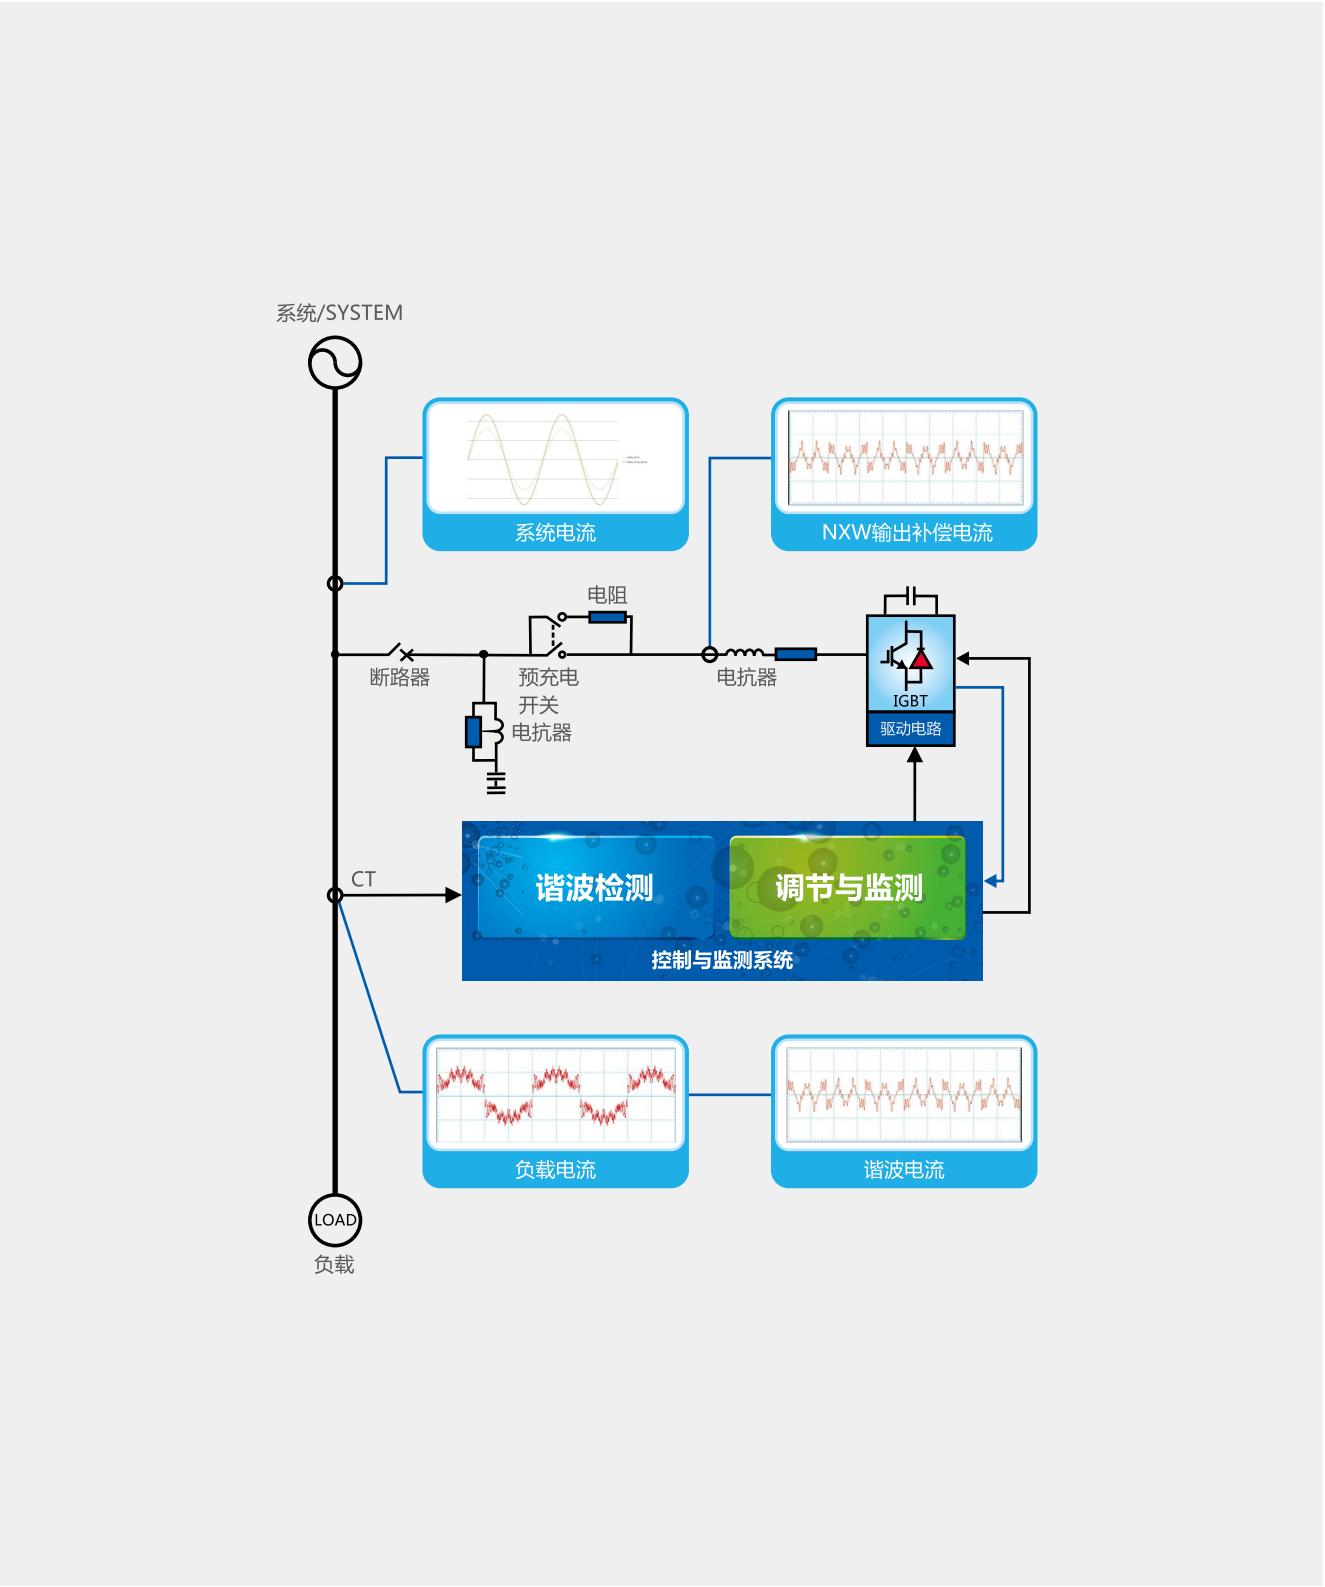 系统/SYSTEM
系统电流
NXW输出补偿电流
电阻
断路器
预充电
开关
电抗器
电抗器
IGBT
驱动电路
CT
谐波检测
调节与监测
控制与监测系统
负载电流
谐波电流
LOAD
负载